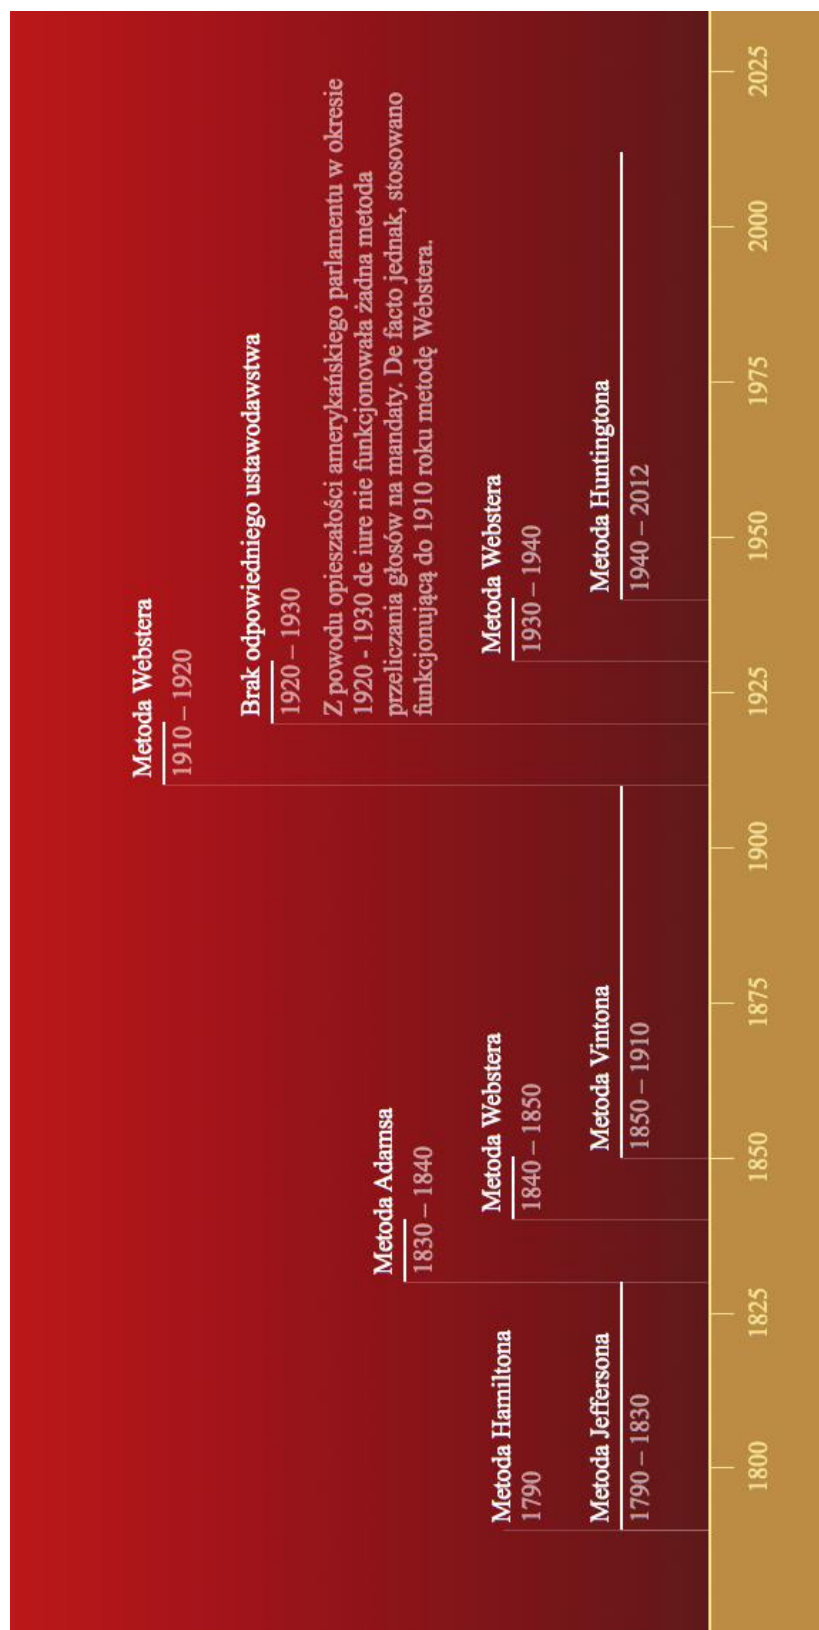 Metoda Webstera
1910 – 1920
Brak odpowiedniego ustawodawstwa
1920 – 1930
Z powodu opieszałości amerykańskiego parlamentu w okresie
1920 - 1930 de iure nie funkcjonowała żadna metoda
przeliczania głosów na mandaty. De facto jednak, stosowano
funkcjonującą do 1910 roku metodę Webstera.
Metoda Adamsa
1830 – 1840
Metoda Hamiltona
1790
Metoda Webstera
1840 – 1850
Metoda Webstera
1930 – 1940
Metoda Jeffersona
1790 – 1830
Metoda Vintona
1850 – 1910
Metoda Huntingtona
1940 – 2012
1800 1825 1850 1875 1900 1925 1950 1975 2000 2025